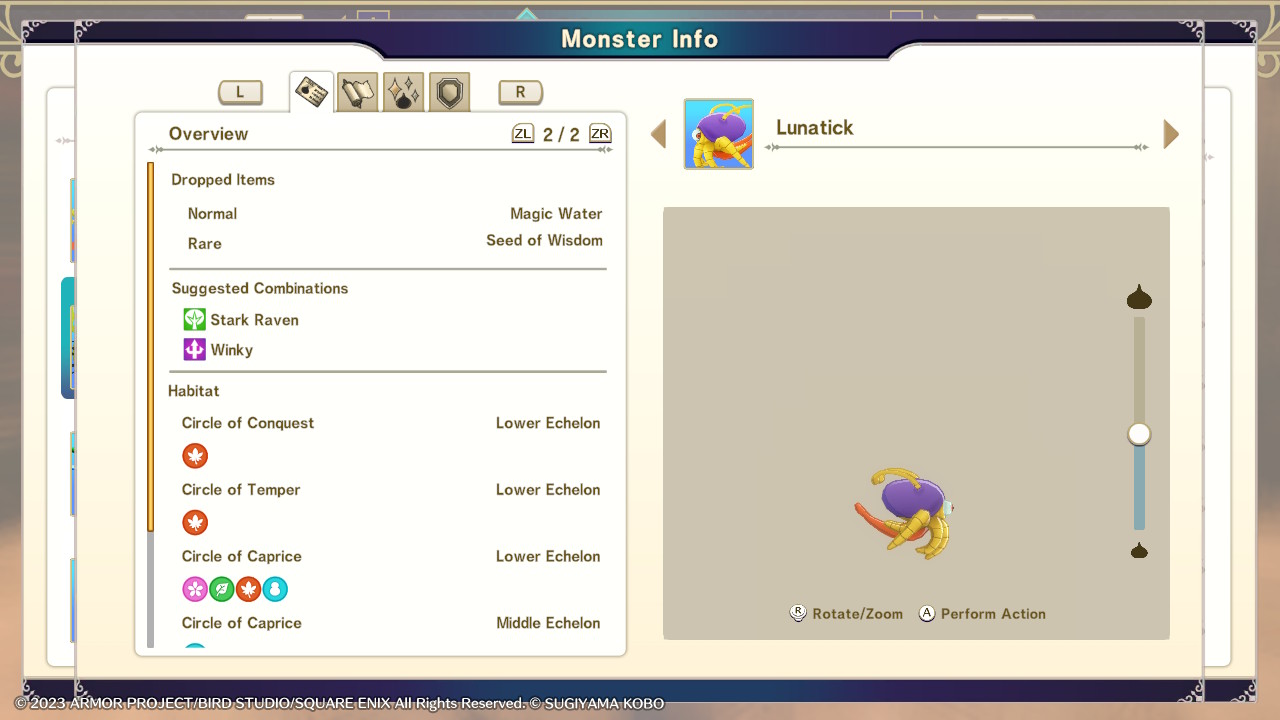 Monster Info
L
R
Overview
ZL 2 / 2 ZR
Dropped Items
Normal Magic Water
Rare Seed of Wisdom
Suggested Combinations
Stark Raven
Winky
Habitat
Circle of Conquest Lower Echelon
Circle of Temper Lower Echelon
Circle of Caprice Lower Echelon
Circle of Caprice Middle Echelon
Lunatick
R Rotate/Zoom A Perform Action
© 2023 ARMOR PROJECT/BIRD STUDIO/SQUARE ENIX All Rights Reserved. © SUGIYAMA KOBO